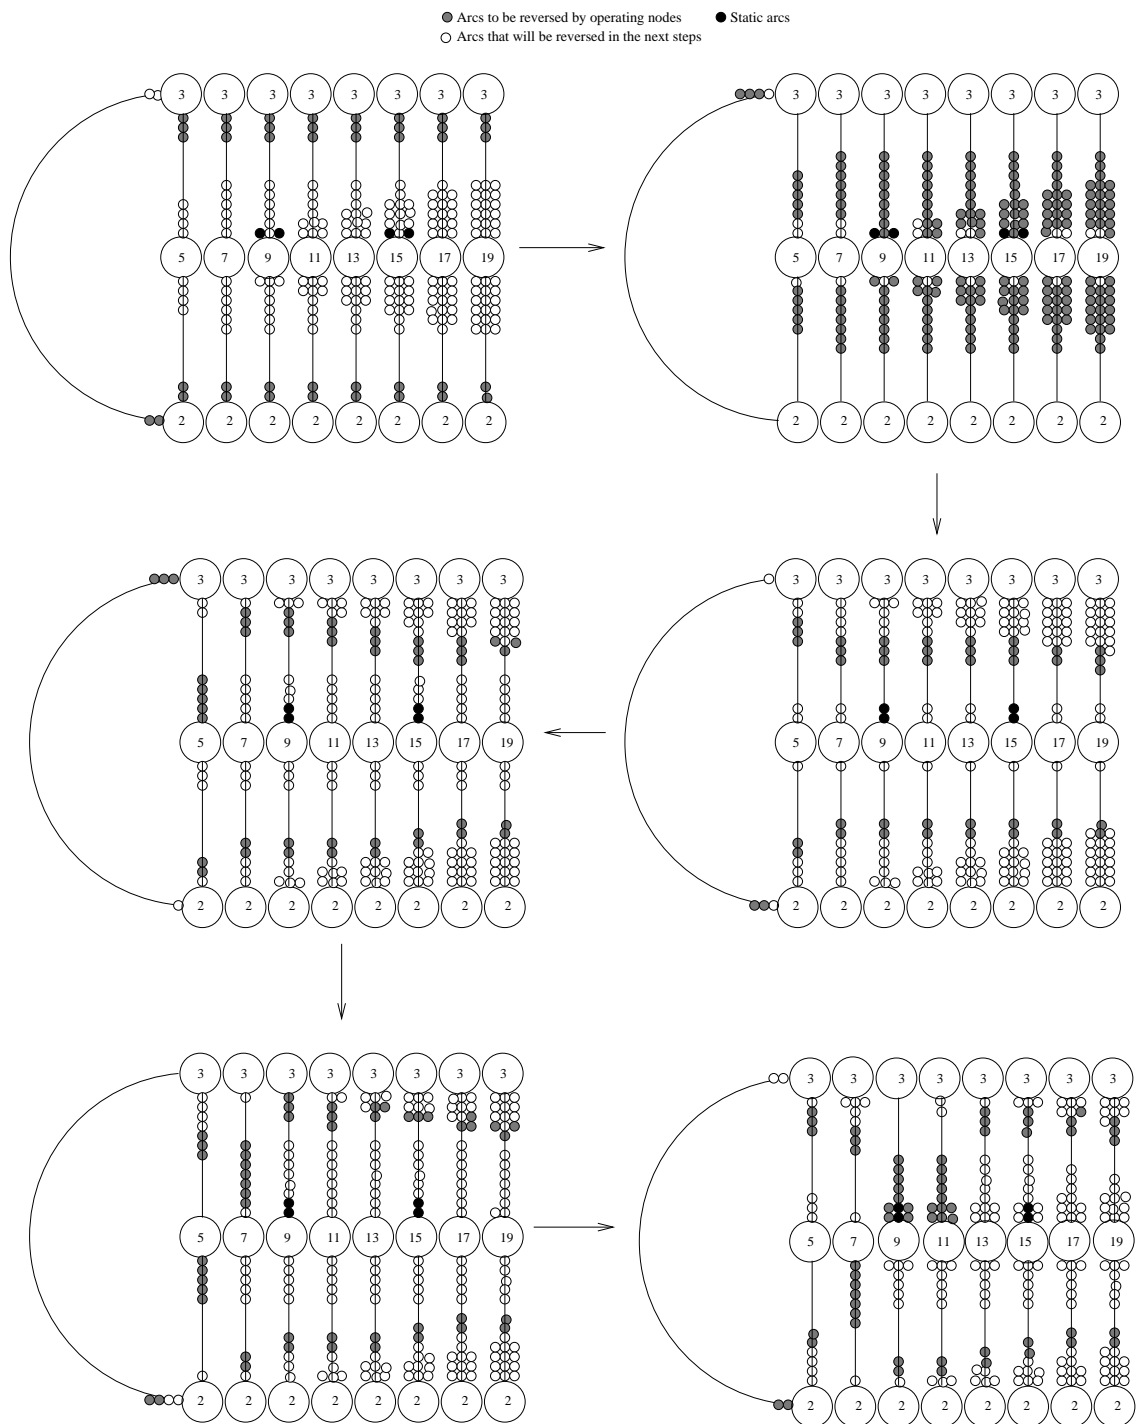 Arcs to be reversed by operating nodes Static arcs
Arcs that will be reversed in the next steps
3 3 3 3 3 3 3 3 3 3 3 3 3 3 3 3
5 7 9 11 13 15 17 19 5 7 9 11 13 15 17 19
2 2 2 2 2 2 2 2 2 2 2 2 2 2 2 2
3 3 3 3 3 3 3 3 3 3 3 3 3 3 3 3
5 7 9 11 13 15 17 19 5 7 9 11 13 15 17 19
2 2 2 2 2 2 2 2 2 2 2 2 2 2 2 2
3 3 3 3 3 3 3 3 3 3 3 3 3 3 3 3
5 7 9 11 13 15 17 19 5 7 9 11 13 15 17 19
2 2 2 2 2 2 2 2 2 2 2 2 2 2 2 2